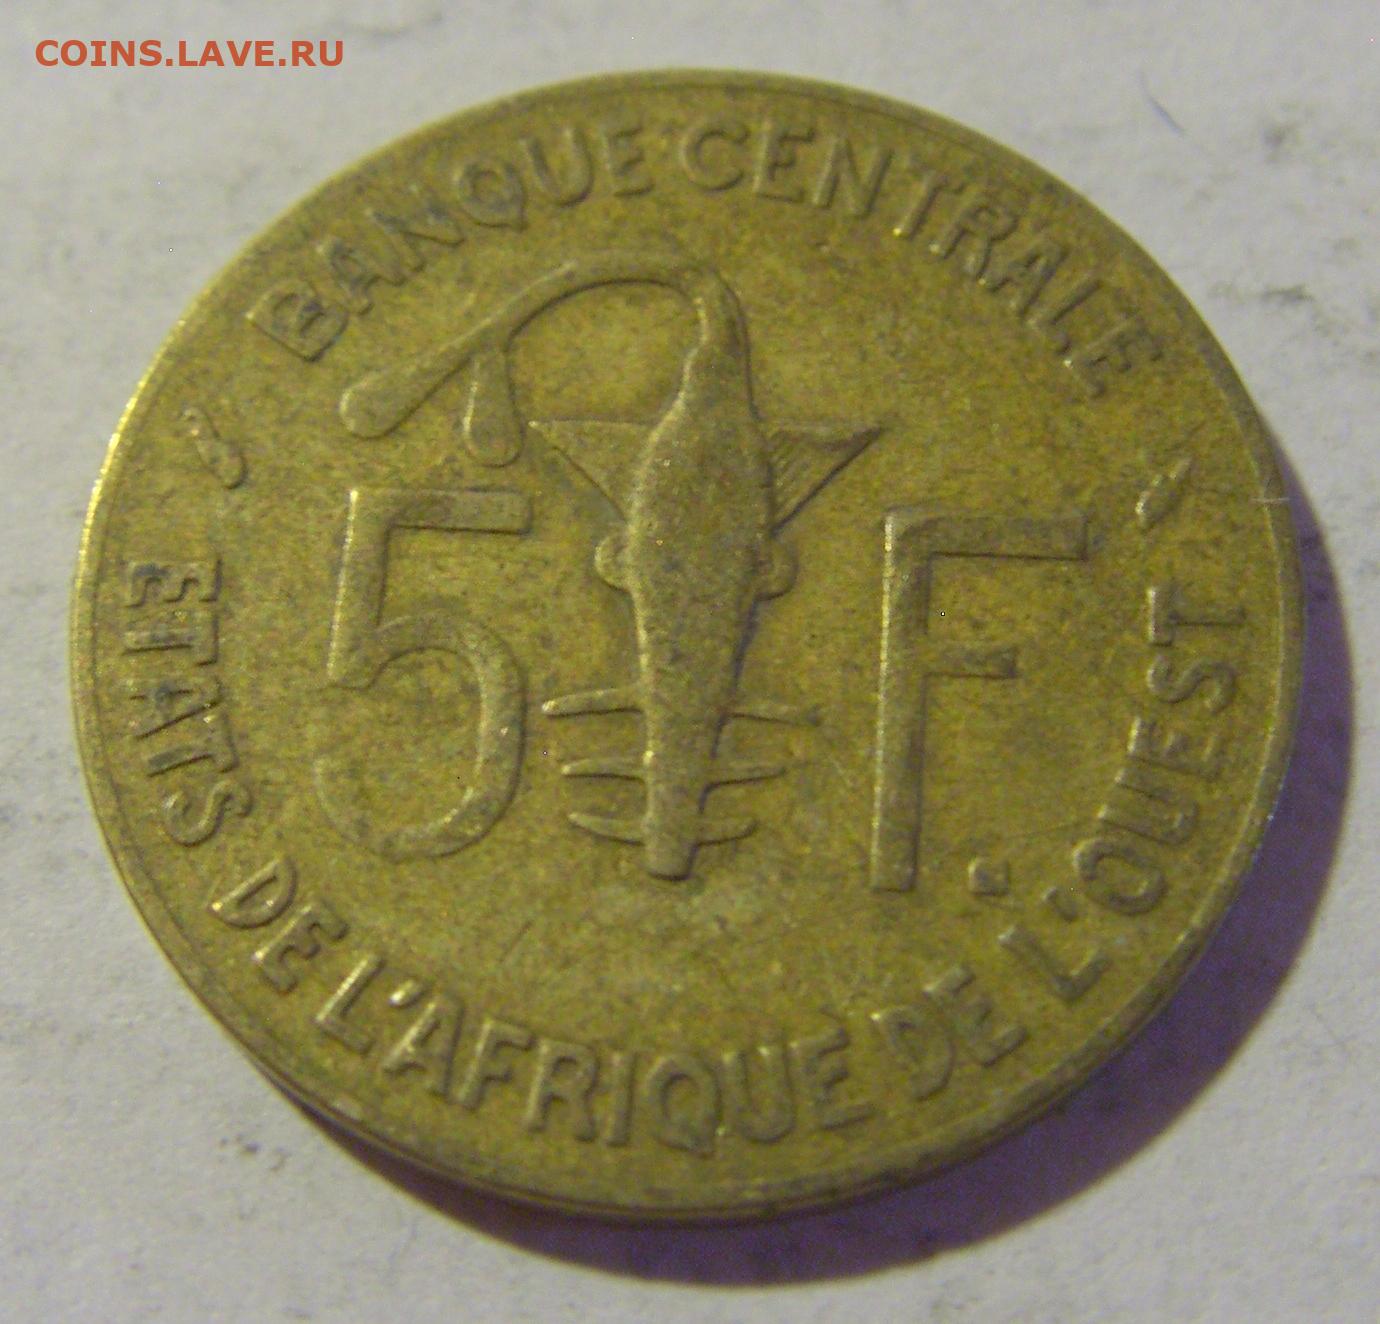 COINS.LAVE.RU
BANQUE CENTRALE
5 F.
ETATS DE L'AFRIQUE DE L'OUEST